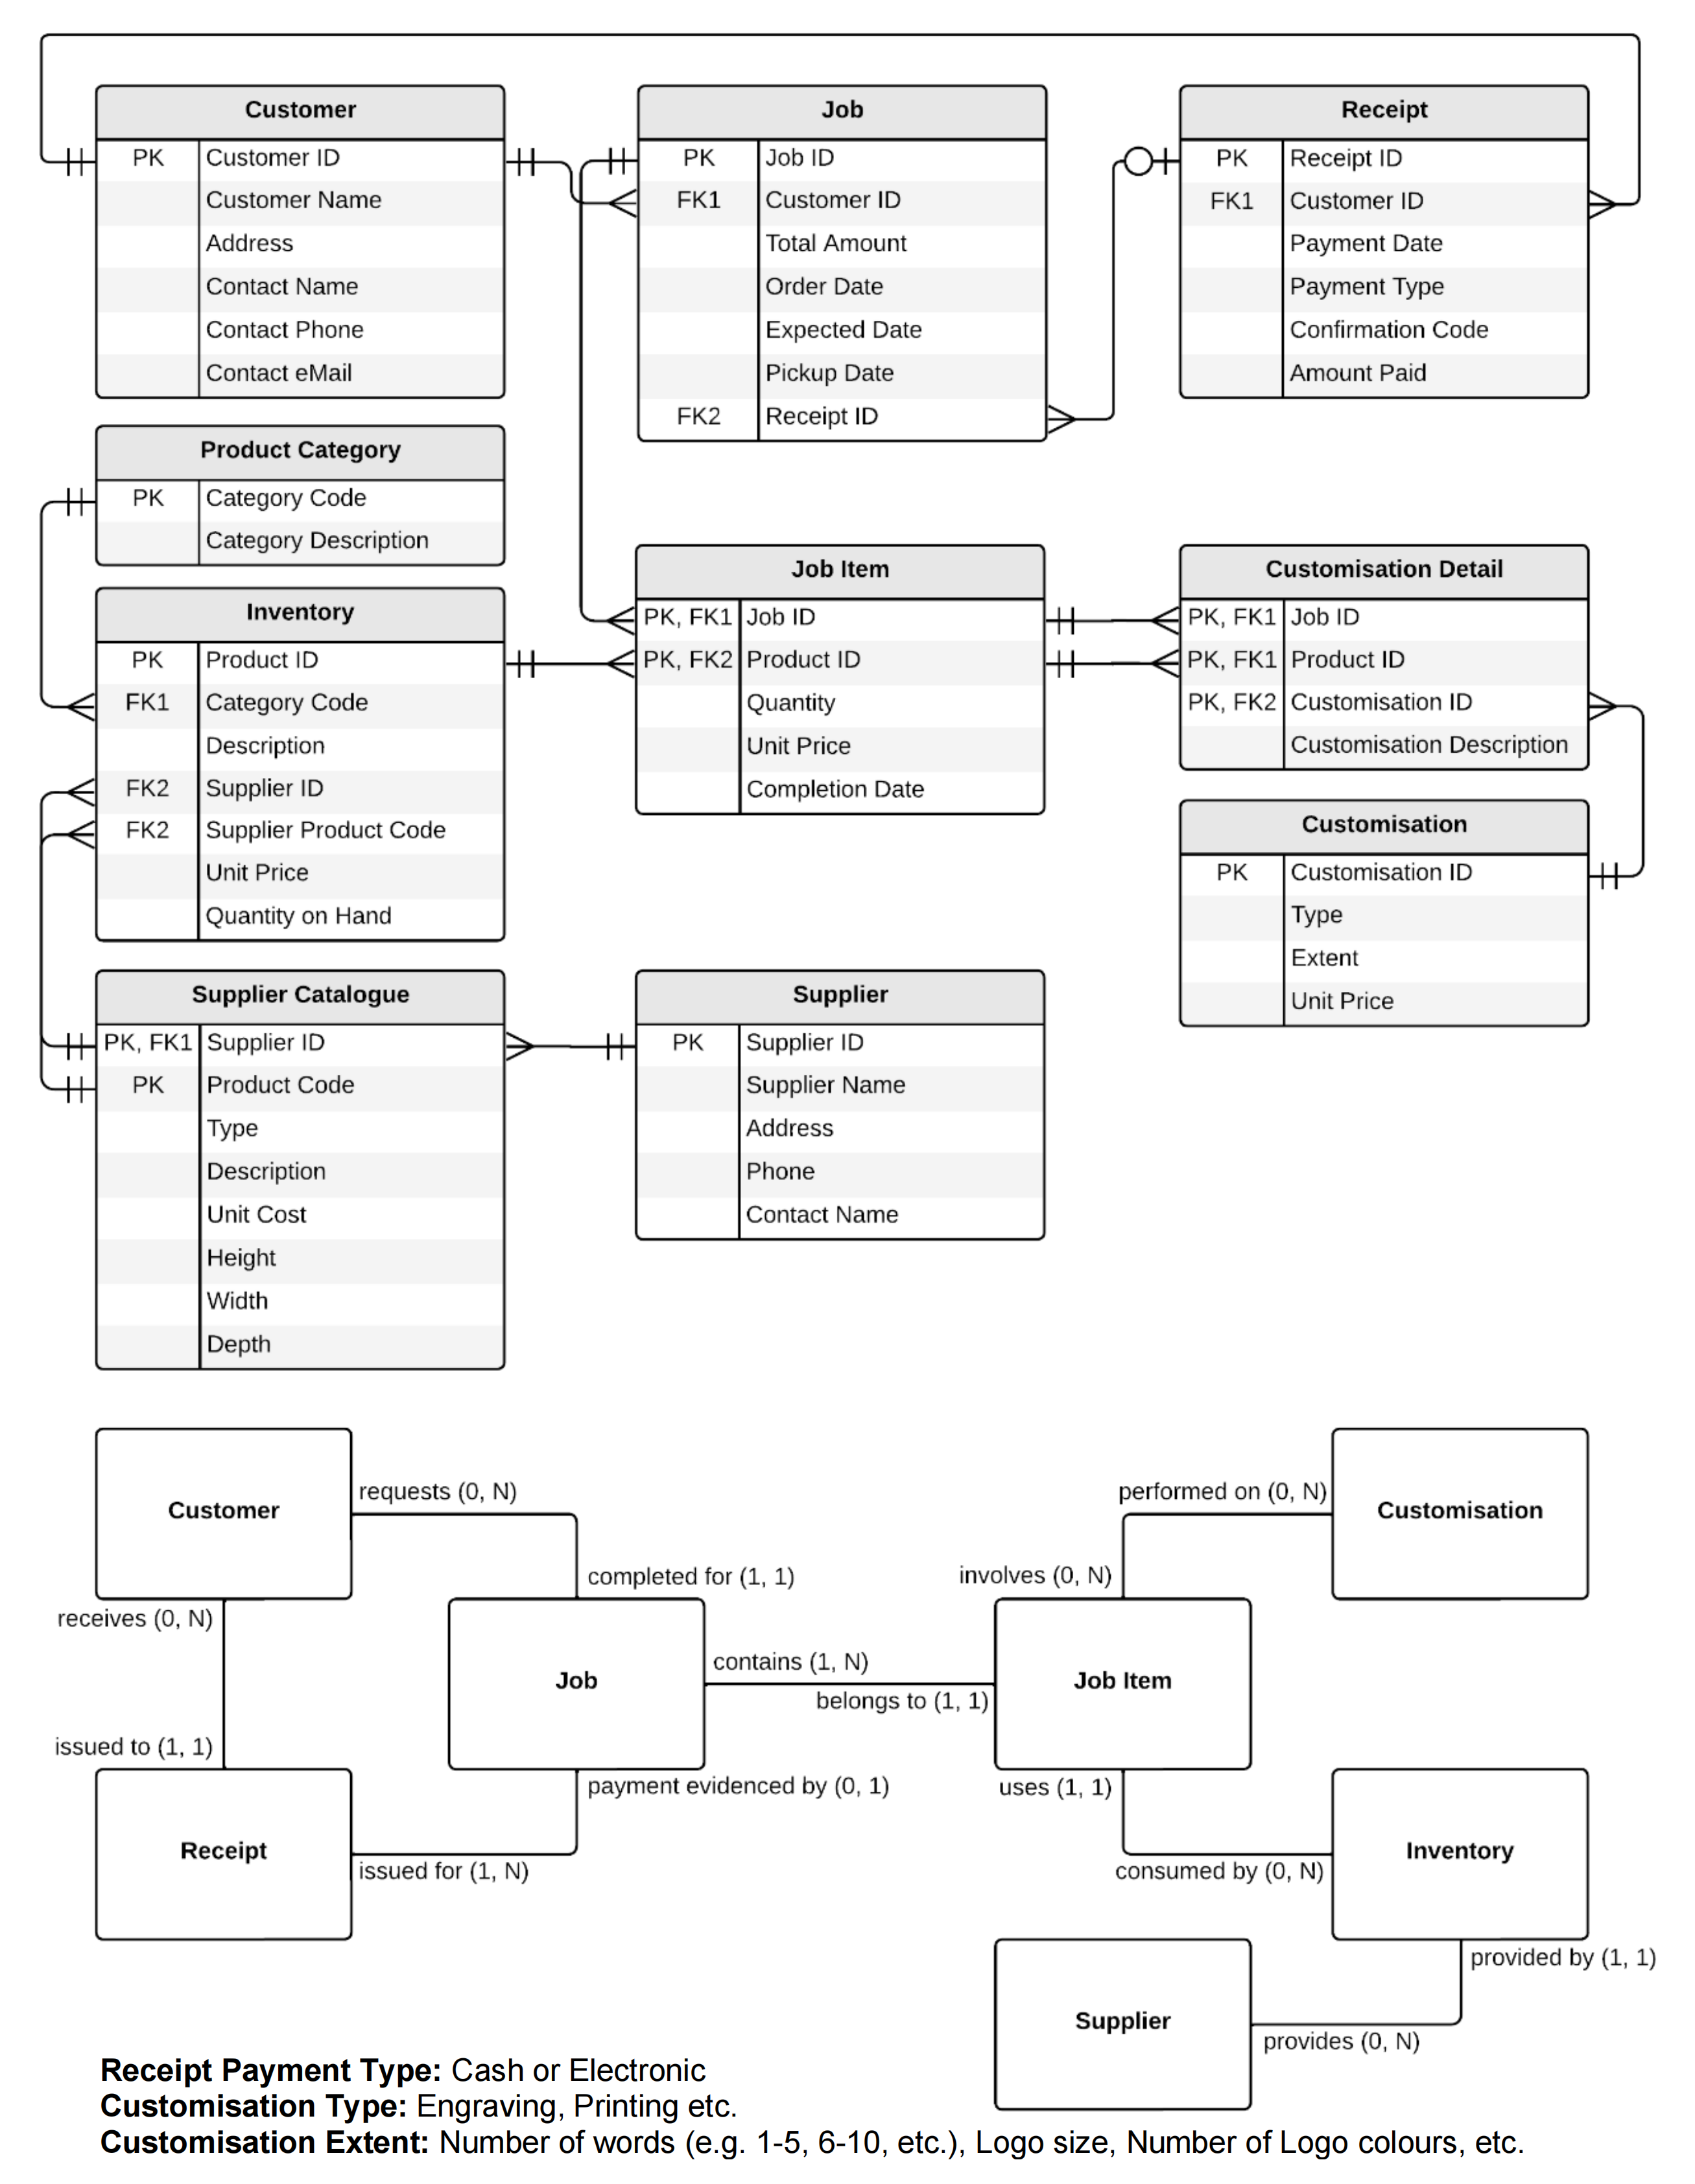 Customer
PK Customer ID
Customer Name
Address
Contact Name
Contact Phone
Contact eMail
Job
PK Job ID
FK1 Customer ID
Total Amount
Order Date
Expected Date
Pickup Date
FK2 Receipt ID
Receipt
PK Receipt ID
FK1 Customer ID
Payment Date
Payment Type
Confirmation Code
Amount Paid
Product Category
PK Category Code
Category Description
Inventory
PK Product ID
FK1 Category Code
Description
FK2 Supplier ID
FK2 Supplier Product Code
Unit Price
Quantity on Hand
Job Item
PK, FK1 Job ID
PK, FK2 Product ID
Quantity
Unit Price
Completion Date
Customisation Detail
PK, FK1 Job ID
PK, FK1 Product ID
PK, FK2 Customisation ID
Customisation Description
Customisation
PK Customisation ID
Type
Extent
Unit Price
Supplier Catalogue
PK, FK1 Supplier ID
PK Product Code
Type
Description
Unit Cost
Height
Width
Depth
Supplier
PK Supplier ID
Supplier Name
Address
Phone
Contact Name
Customer
requests (0, N)
completed for (1, 1)
receives (0, N)
issued to (1, 1)
Job
contains (1, N)
belongs to (1, 1)
payment evidenced by (0, 1)
Receipt
issued for (1, N)
performed on (0, N)
Customisation
involves (0, N)
Job Item
uses (1, 1)
consumed by (0, N)
Inventory
provided by (1, 1)
Supplier
provides (0, N)
Receipt Payment Type: Cash or Electronic
Customisation Type: Engraving, Printing etc.
Customisation Extent: Number of words (e.g. 1-5, 6-10, etc.), Logo size, Number of Logo colours, etc.